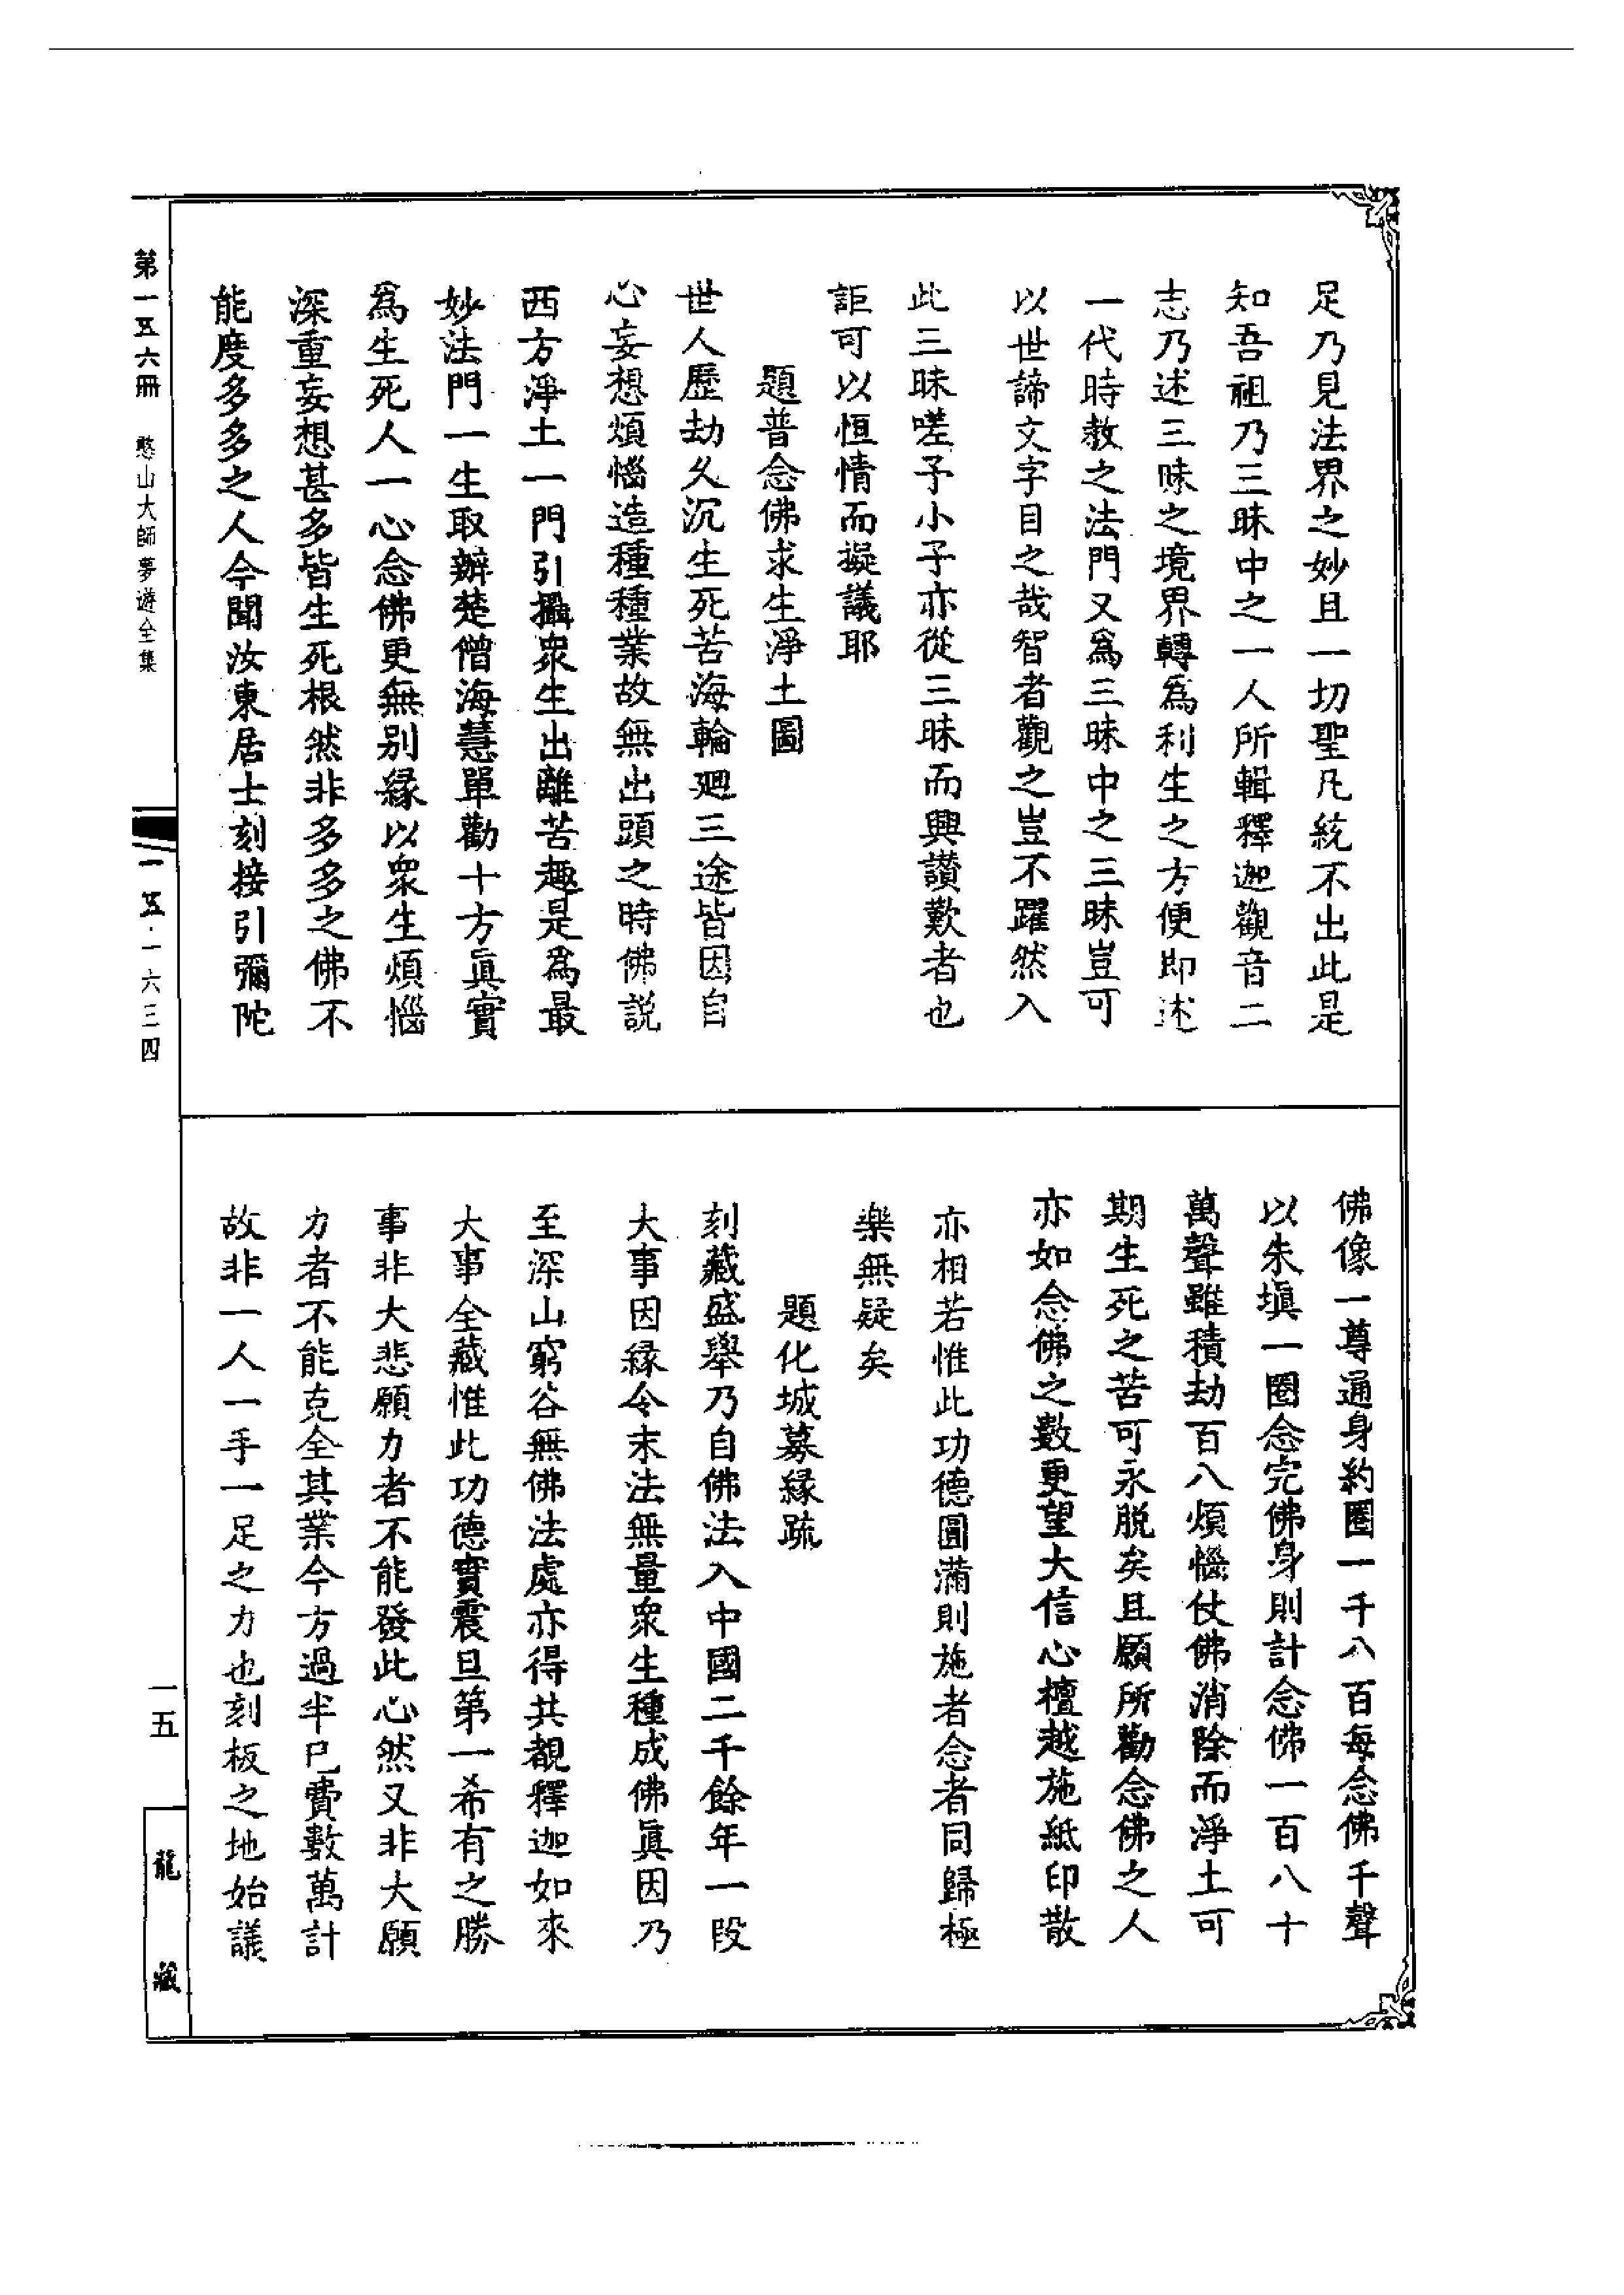 足乃見法界之妙且一切聖凡統不出此是
知吾祖乃三昧中之一人所輯釋迦觀音二
志乃述三昧之境界轉為利生之方便即述
一代時教之法門又為三昧中之三昧豈可
以世諦文字目之哉智者觀之豈不躍然入
此三昧嗟予小子亦從三昧而興讚歎者也
詎可以恒情而擬議耶
題普念佛求生淨土圖
世人歷劫久沉生死苦海輪廻三途皆因自
心妄想煩惱造種種業故無出頭之時佛説
西方淨土一門引攝衆生出離苦趣是為最
妙法門一生取辦楚僧海慧單勸十方眞實
為生死人一心念佛更無别緣以衆生煩惱
深重妄想甚多皆生死根然非多多之佛不
能度多多之人今聞汝東居士刻接引彌陀
佛像一尊通身約圈一千八百每念佛千聲
以朱塡一圈念完佛身則計念佛一百八十
萬聲雖積劫百八煩惱仗佛消除而淨土可
期生死之苦可永脱矣且願所勸念佛之人
亦如念佛之數更望大信心檀越施紙印散
亦相若惟此功德圓滿則施者念者同歸極
樂無疑矣
題化城募緣疏
刻藏盛舉乃自佛法入中國二千餘年一段
大事因緣令末法無量衆生種成佛眞因乃
至深山窮谷無佛法處亦得共覩釋迦如來
大事全藏惟此功德實震旦第一希有之勝
事非大悲願力者不能發此心然又非大願
力者不能克全其業今方過半已費數萬計
故非一人一手一足之力也刻板之地始議
第一五六冊 憨山大師夢遊全集
一五·一六三四
一五
龍藏